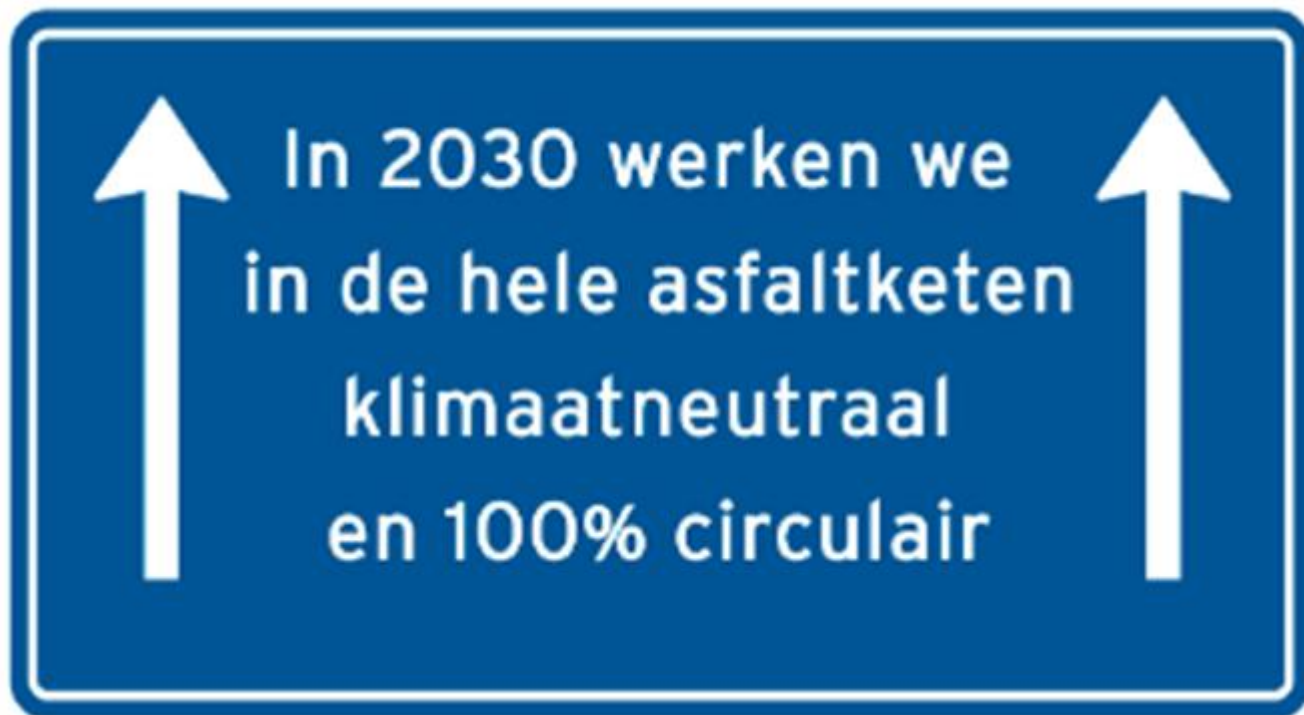 In 2030 werken we
in de hele asfaltketen
klimaatneutraal
en 100% circulair